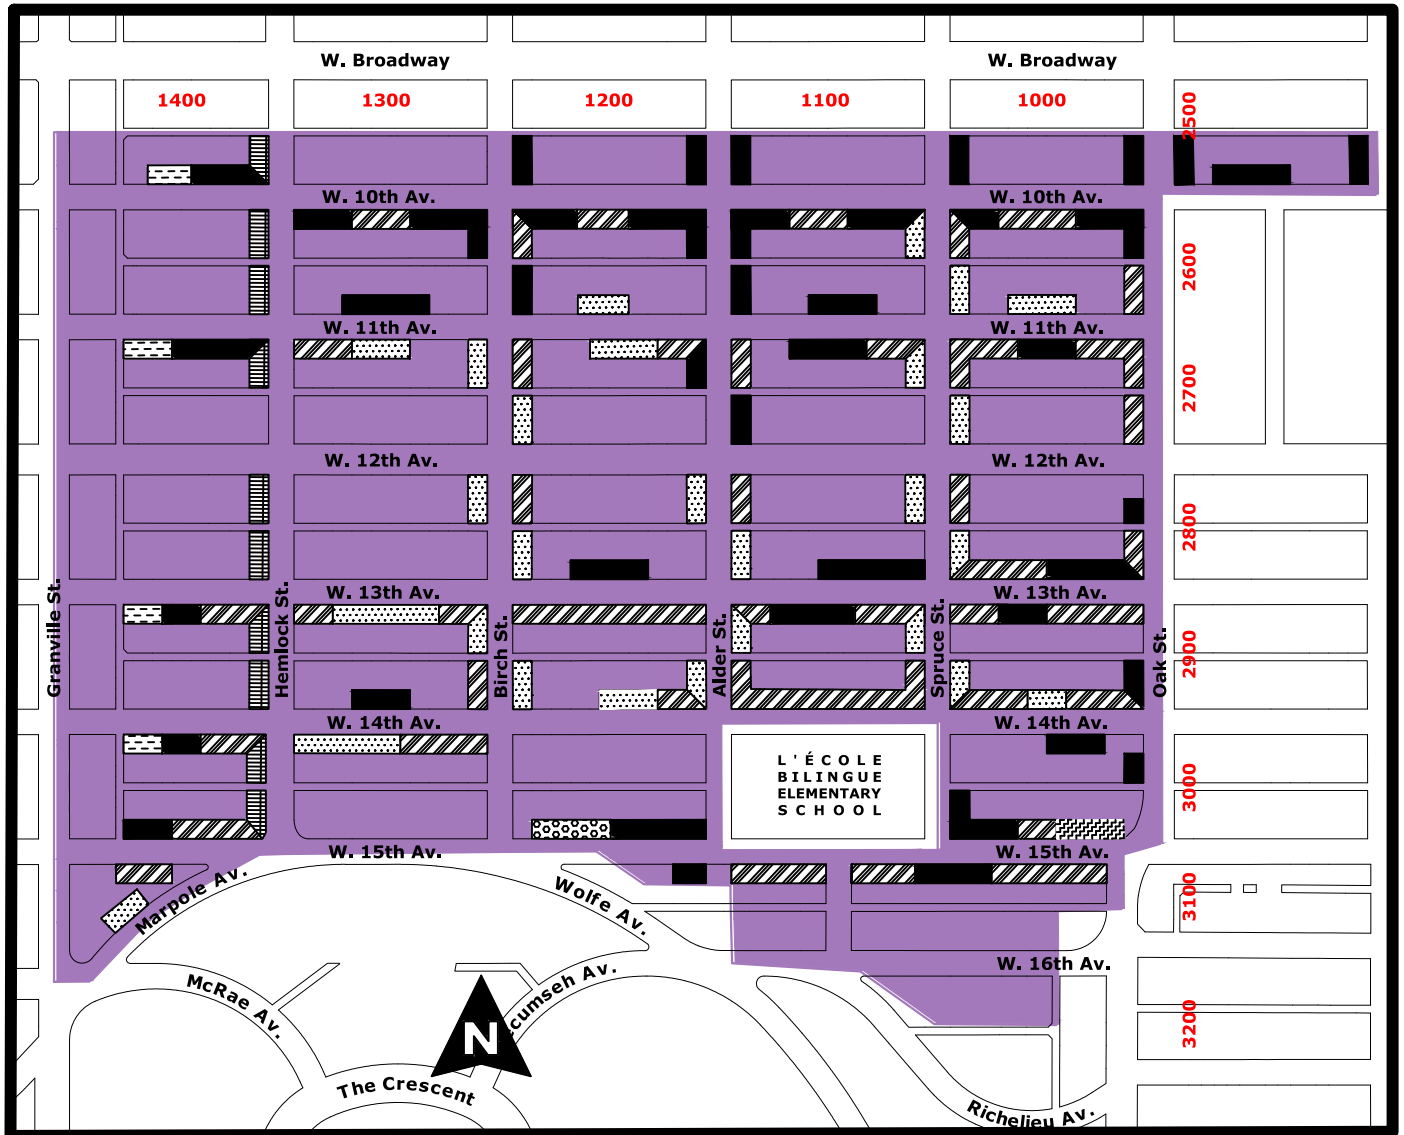 W. Broadway
W. Broadway
1400
1300
1200
1100
1000
2500
W. 10th Av.
W. 10th Av.
2600
W. 11th Av.
W. 11th Av.
2700
W. 12th Av.
W. 12th Av.
2800
W. 13th Av.
W. 13th Av.
Granville St.
Hemlock St.
Birch St.
Alder St.
Spruce St.
Oak St.
2900
W. 14th Av.
W. 14th Av.
L'ÉCOLE
BILINGUE
ELEMENTARY
SCHOOL
3000
W. 15th Av.
W. 15th Av.
Marpole Av.
Wolfe Av.
3100
W. 16th Av.
McRae Av.
cumseh Av.
N
3200
The Crescent
Richelieu Av.